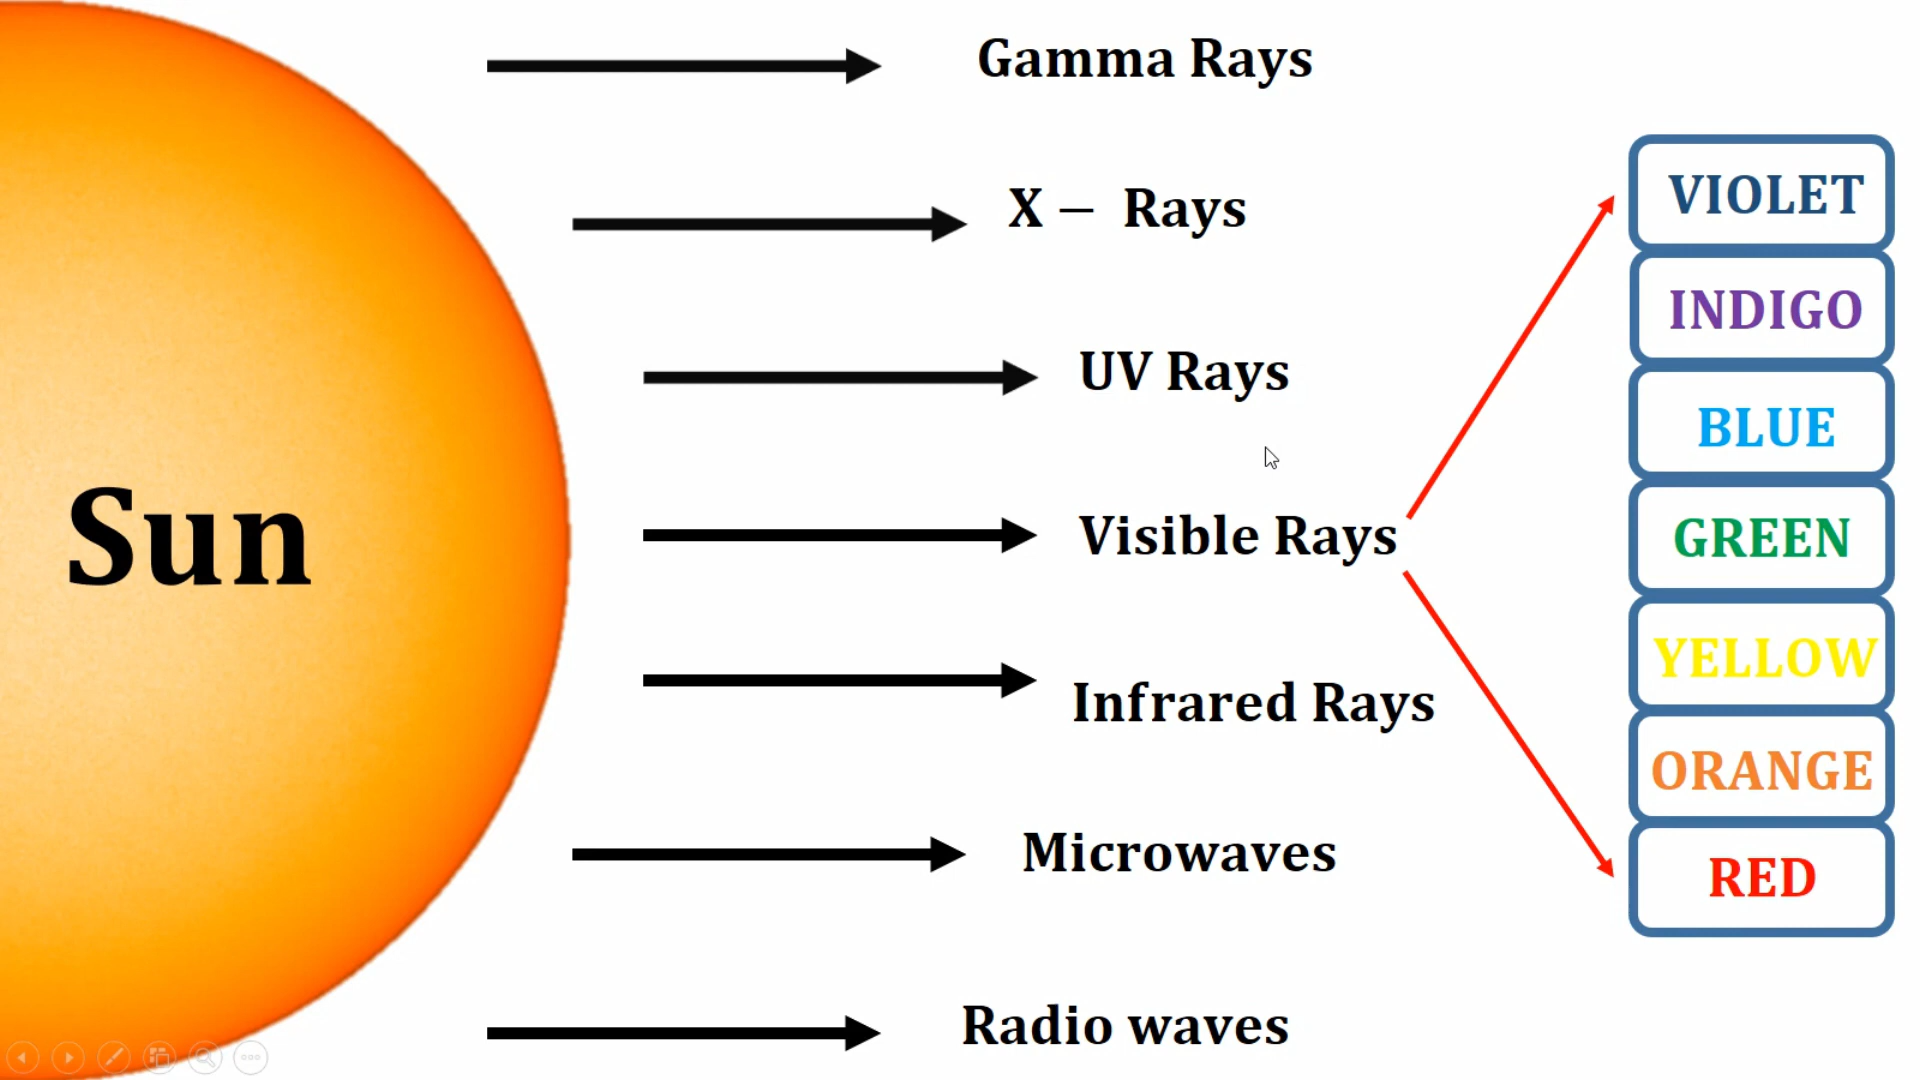 Sun
Gamma Rays
X – Rays
UV Rays
Visible Rays
Infrared Rays
Microwaves
Radio waves
VIOLET
INDIGO
BLUE
GREEN
YELLOW
ORANGE
RED